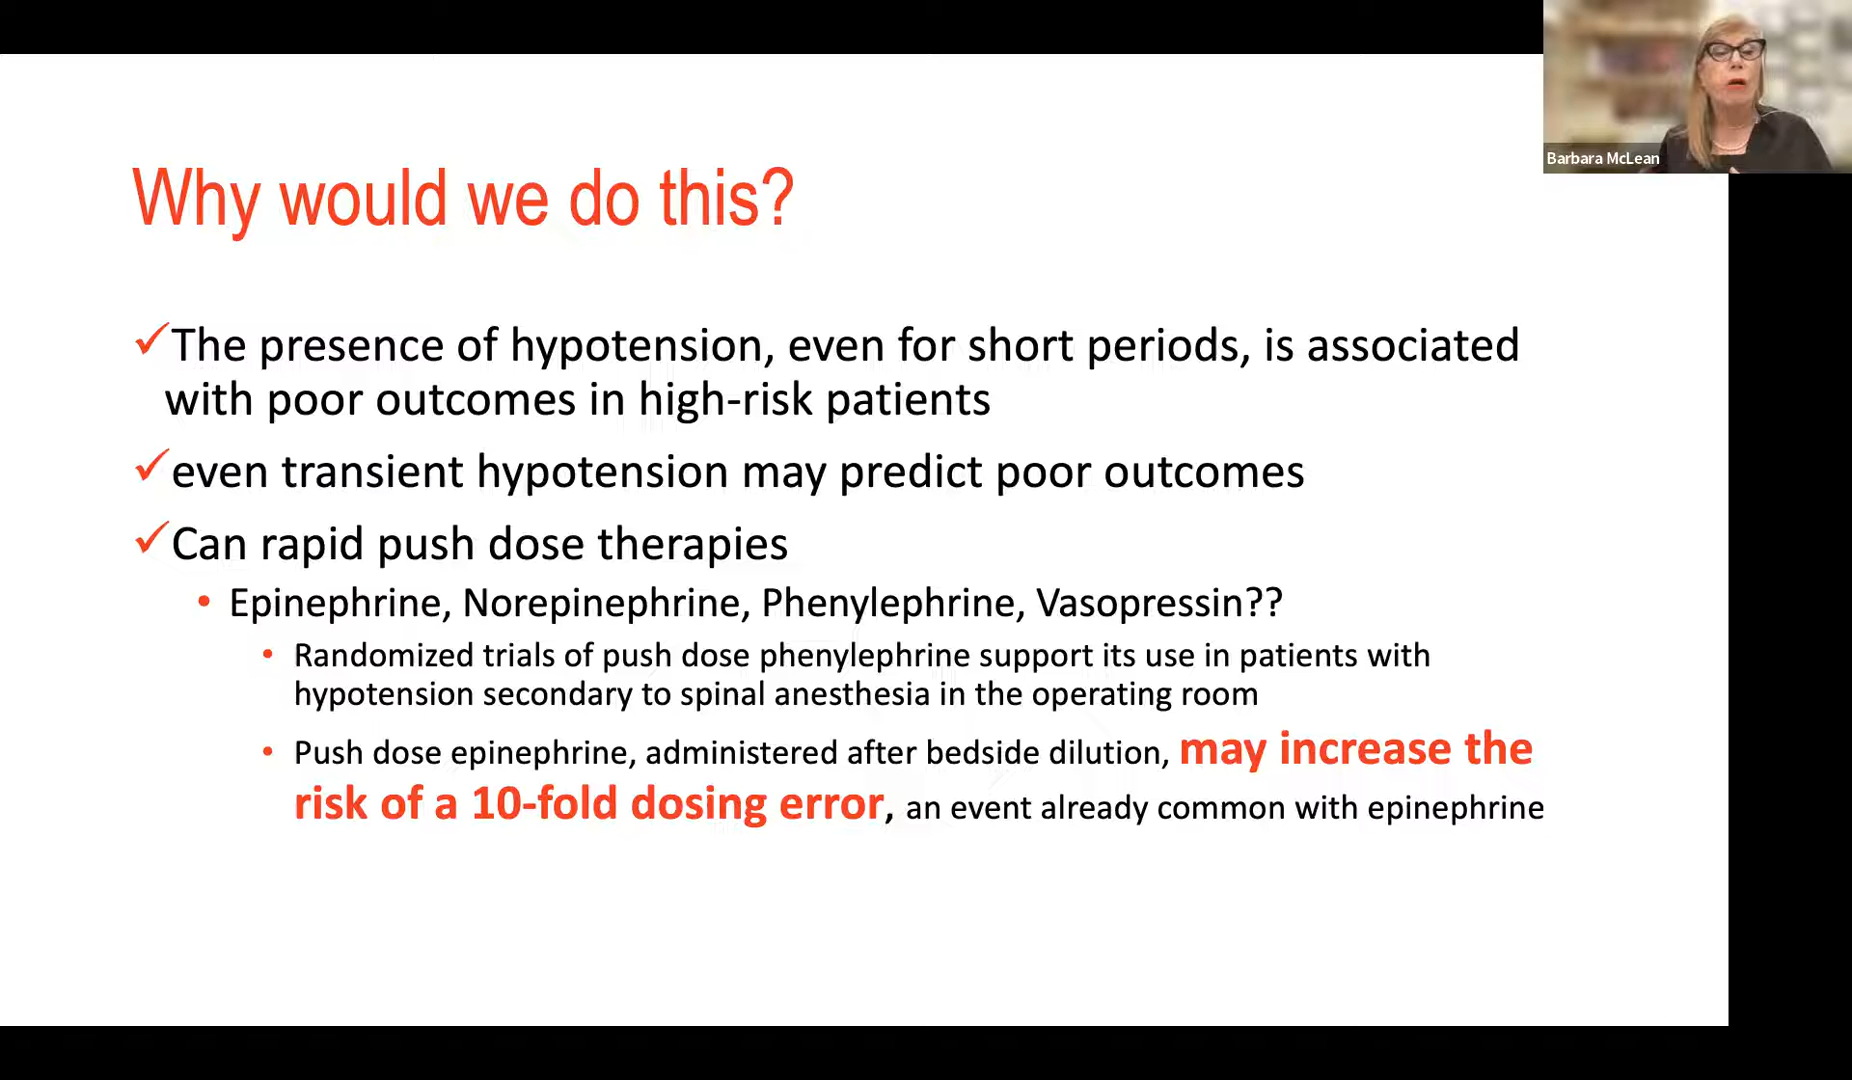 Barbara McLean
Why would we do this?
✓The presence of hypotension, even for short periods, is associated
with poor outcomes in high-risk patients
✓even transient hypotension may predict poor outcomes
✓Can rapid push dose therapies
• Epinephrine, Norepinephrine, Phenylephrine, Vasopressin??
• Randomized trials of push dose phenylephrine support its use in patients with
hypotension secondary to spinal anesthesia in the operating room
• Push dose epinephrine, administered after bedside dilution, may increase the
risk of a 10-fold dosing error, an event already common with epinephrine